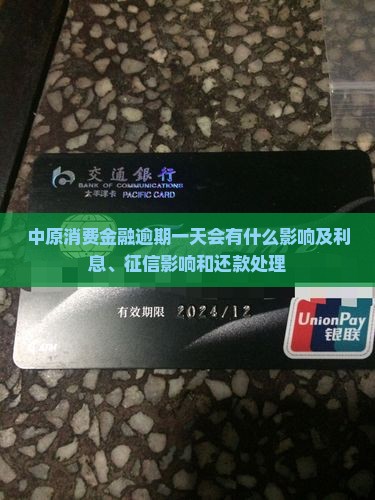 交通銀行
BANK OF COMMUNICATIONS
太平洋卡 PACIFIC CARD
中原消费金融逾期一天会有什么影响及利
息、征信影响和还款处理
有效期限 2024/12
UnionPay
银联
ATM